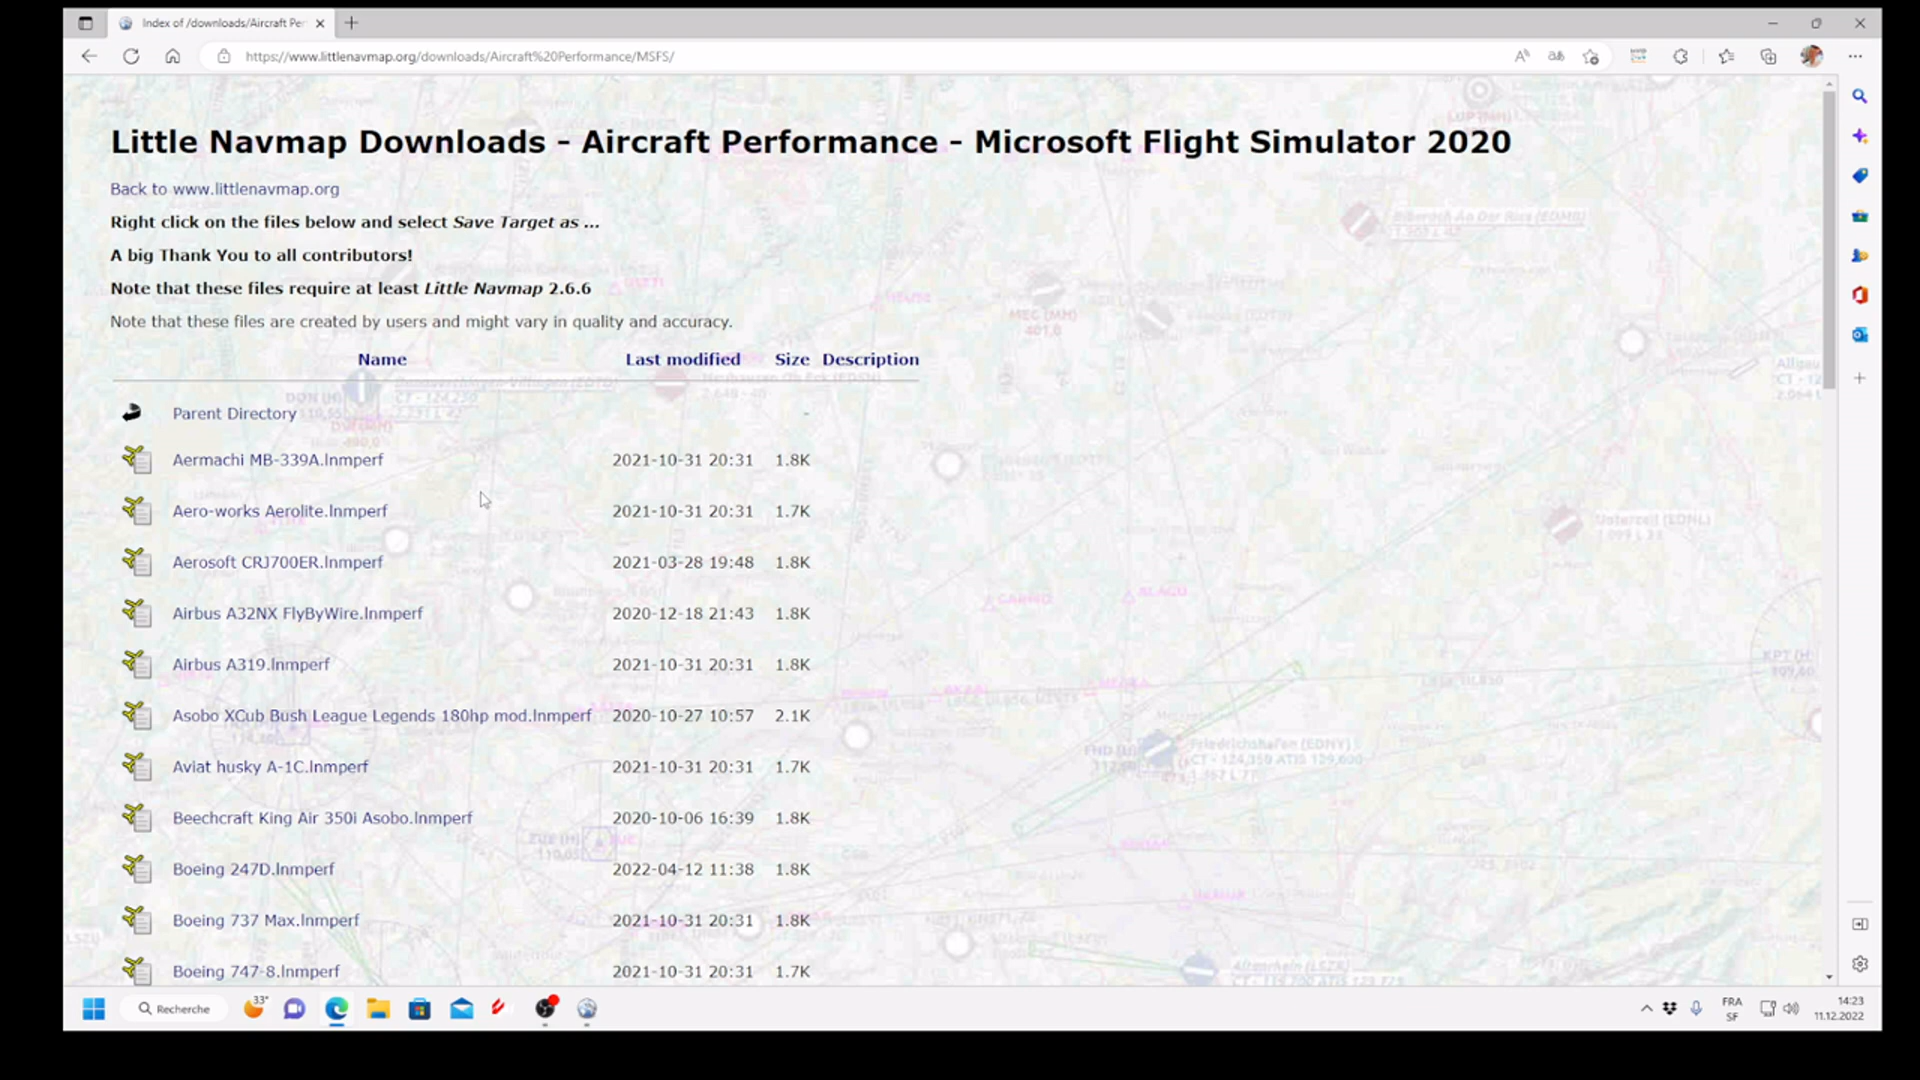 Index of /downloads/Aircraft Per
https://www.littlenavmap.org/downloads/Aircraft%20Performance/MSFS/
Little Navmap Downloads - Aircraft Performance - Microsoft Flight Simulator 2020
Back to www.littlenavmap.org
Right click on the files below and select Save Target as ...
A big Thank You to all contributors!
Note that these files require at least Little Navmap 2.6.6
Note that these files are created by users and might vary in quality and accuracy.
Name Last modified Size Description
Parent Directory -
Aermachi MB-339A.lnmperf 2021-10-31 20:31 1.8K
Aero-works Aerolite.lnmperf 2021-10-31 20:31 1.7K
Aerosoft CRJ700ER.lnmperf 2021-03-28 19:48 1.8K
Airbus A32NX FlyByWire.lnmperf 2020-12-18 21:43 1.8K
Airbus A319.lnmperf 2021-10-31 20:31 1.8K
Asobo XCub Bush League Legends 180hp mod.lnmperf 2020-10-27 10:57 2.1K
Aviat husky A-1C.lnmperf 2021-10-31 20:31 1.7K
Beechcraft King Air 350i Asobo.lnmperf 2020-10-06 16:39 1.8K
Boeing 247D.lnmperf 2022-04-12 11:38 1.8K
Boeing 737 Max.lnmperf 2021-10-31 20:31 1.8K
Boeing 747-8.lnmperf 2021-10-31 20:31 1.7K
Friedrichshafen (EDNY)
Recherche
33°
FRA
SF
14:23
11.12.2022